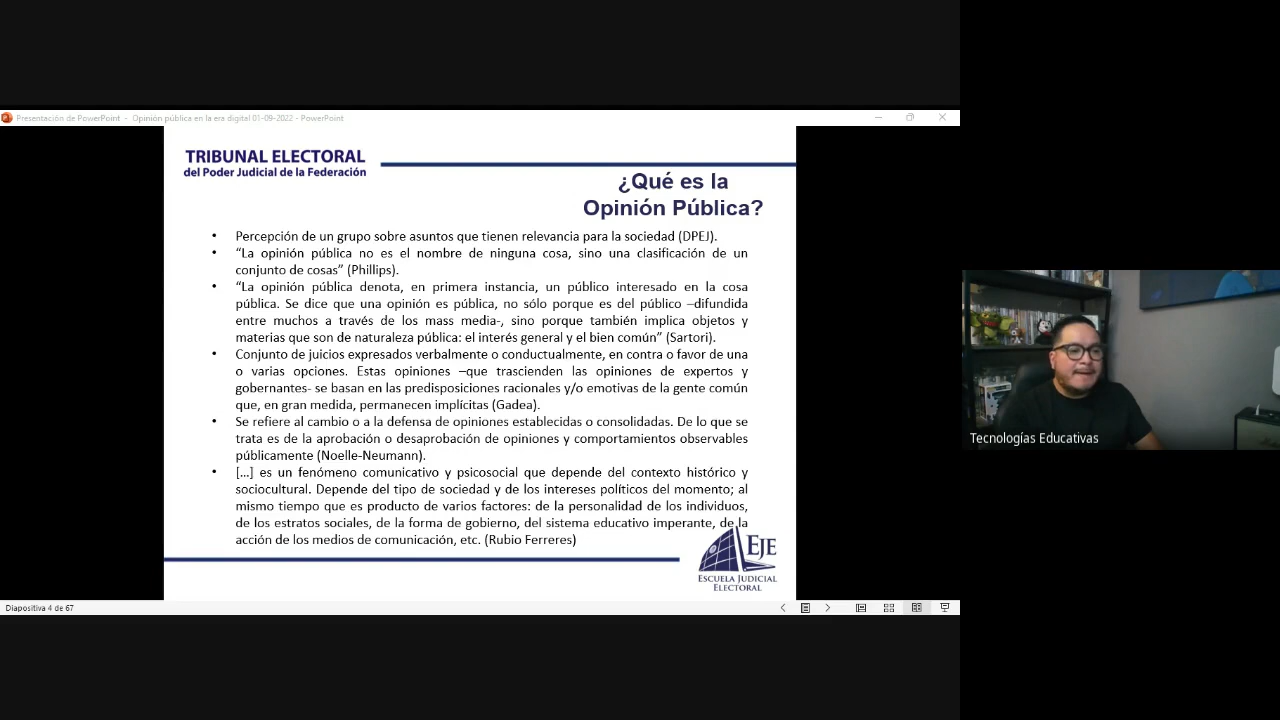 Presentación de PowerPoint - Opinión pública en la era digital 01-09-2022 - PowerPoint
TRIBUNAL ELECTORAL
del Poder Judicial de la Federación
¿Qué es la
Opinión Pública?
• Percepción de un grupo sobre asuntos que tienen relevancia para la sociedad (DPEJ).
• “La opinión pública no es el nombre de ninguna cosa, sino una clasificación de un
conjunto de cosas” (Phillips).
• “La opinión pública denota, en primera instancia, un público interesado en la cosa
pública. Se dice que una opinión es pública, no sólo porque es del público –difundida
entre muchos a través de los mass media-, sino porque también implica objetos y
materias que son de naturaleza pública: el interés general y el bien común” (Sartori).
• Conjunto de juicios expresados verbalmente o conductualmente, en contra o favor de una
o varias opciones. Estas opiniones –que trascienden las opiniones de expertos y
gobernantes- se basan en las predisposiciones racionales y/o emotivas de la gente común
que, en gran medida, permanecen implícitas (Gadea).
• Se refiere al cambio o a la defensa de opiniones establecidas o consolidadas. De lo que se
trata es de la aprobación o desaprobación de opiniones y comportamientos observables
públicamente (Noelle-Neumann).
• [...] es un fenómeno comunicativo y psicosocial que depende del contexto histórico y
sociocultural. Depende del tipo de sociedad y de los intereses políticos del momento; al
mismo tiempo que es producto de varios factores: de la personalidad de los individuos,
de los estratos sociales, de la forma de gobierno, del sistema educativo imperante, de la
acción de los medios de comunicación, etc. (Rubio Ferreres)
EJE
ESCUELA JUDICIAL
ELECTORAL
Diapositiva 4 de 67
Tecnologías Educativas